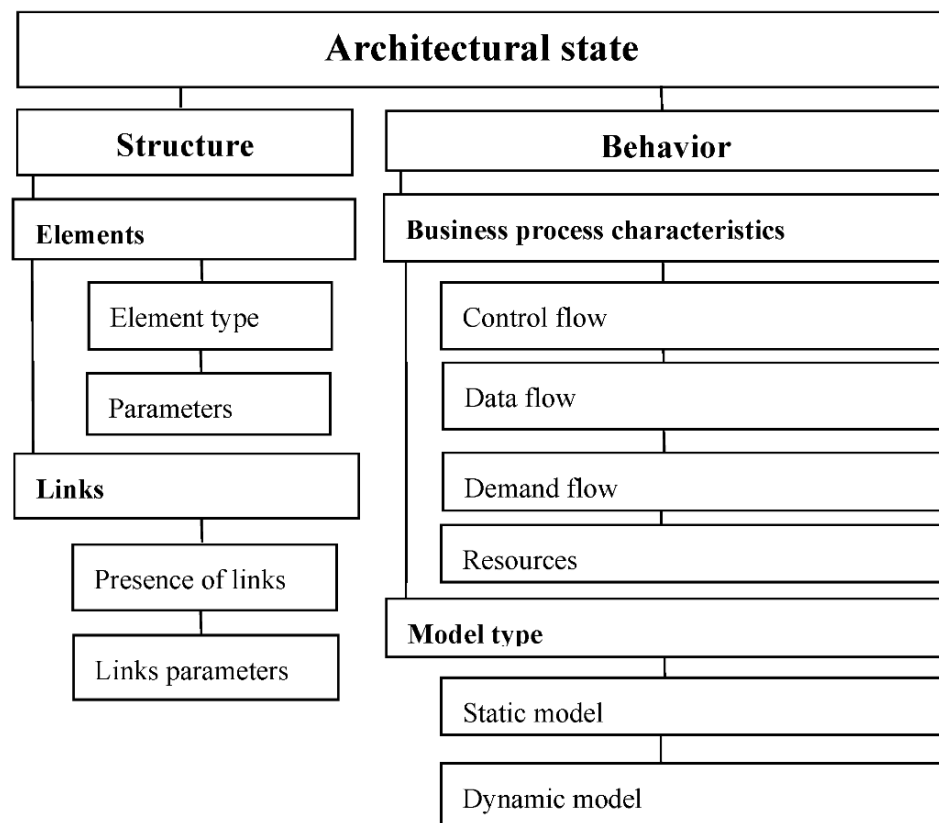 Architectural state
Structure
Elements
Element type
Parameters
Links
Presence of links
Links parameters
Behavior
Business process characteristics
Control flow
Data flow
Demand flow
Resources
Model type
Static model
Dynamic model